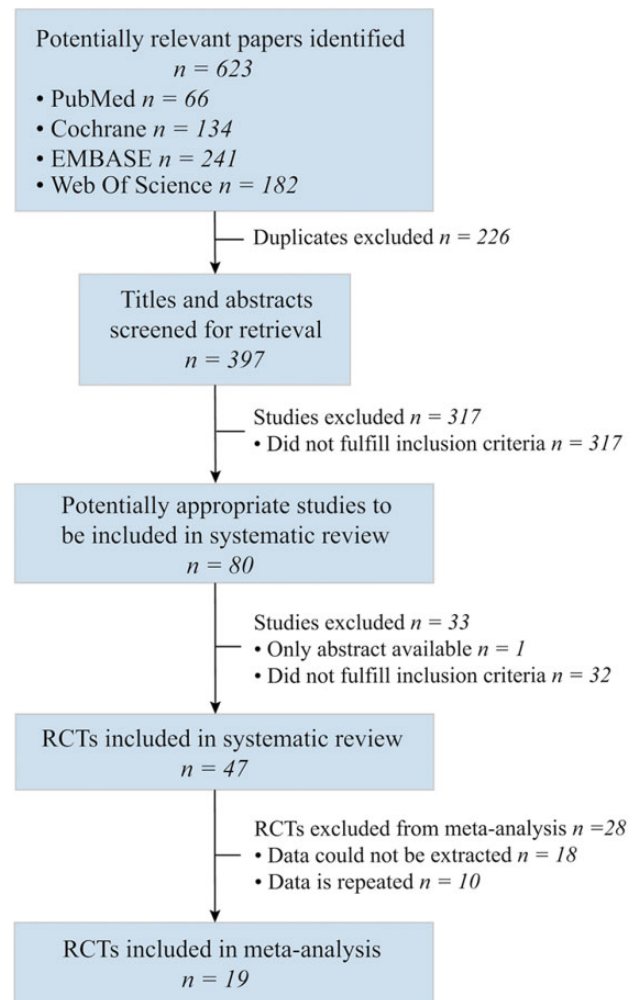 Potentially relevant papers identified
n = 623
• PubMed n = 66
• Cochrane n = 134
• EMBASE n = 241
• Web Of Science n = 182
Duplicates excluded n = 226
Titles and abstracts
screened for retrieval
n = 397
Studies excluded n = 317
• Did not fulfill inclusion criteria n = 317
Potentially appropriate studies to
be included in systematic review
n = 80
Studies excluded n = 33
• Only abstract available n = 1
• Did not fulfill inclusion criteria n = 32
RCTs included in systematic review
n = 47
RCTs excluded from meta-analysis n =28
• Data could not be extracted n = 18
• Data is repeated n = 10
RCTs included in meta-analysis
n = 19